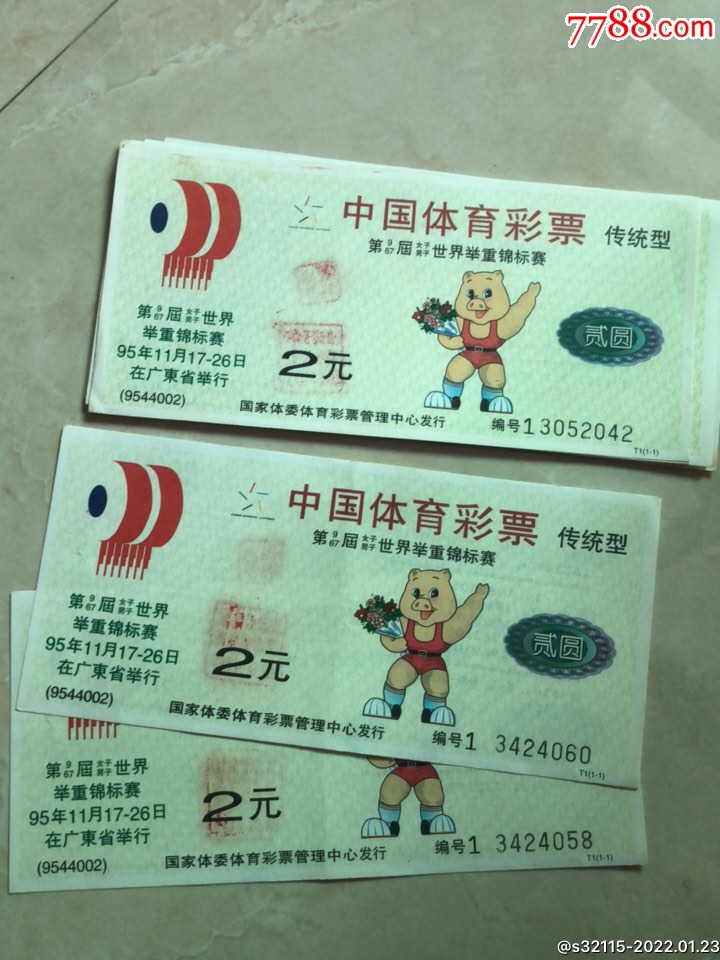 7788.com
中国体育彩票 传统型
第9/67届女子/男子世界举重锦标赛
第9/67届女子/男子世界
举重锦标赛
95年11月17-26日
在广東省举行
(9544002)
2元
贰圆
国家体委体育彩票管理中心发行
编号13052042
T1(1-1)
中国体育彩票 传统型
第9/67届女子/男子世界举重锦标赛
第9/67届女子/男子世界
举重锦标赛
95年11月17-26日
在广東省举行
(9544002)
2元
贰圆
国家体委体育彩票管理中心发行
编号1 3424060
T1(1-1)
第9/67届女子/男子世界
举重锦标赛
95年11月17-26日
在广東省举行
(9544002)
2元
国家体委体育彩票管理中心发行
编号1 3424058
T1(1-1)
@s32115-2022.01.23